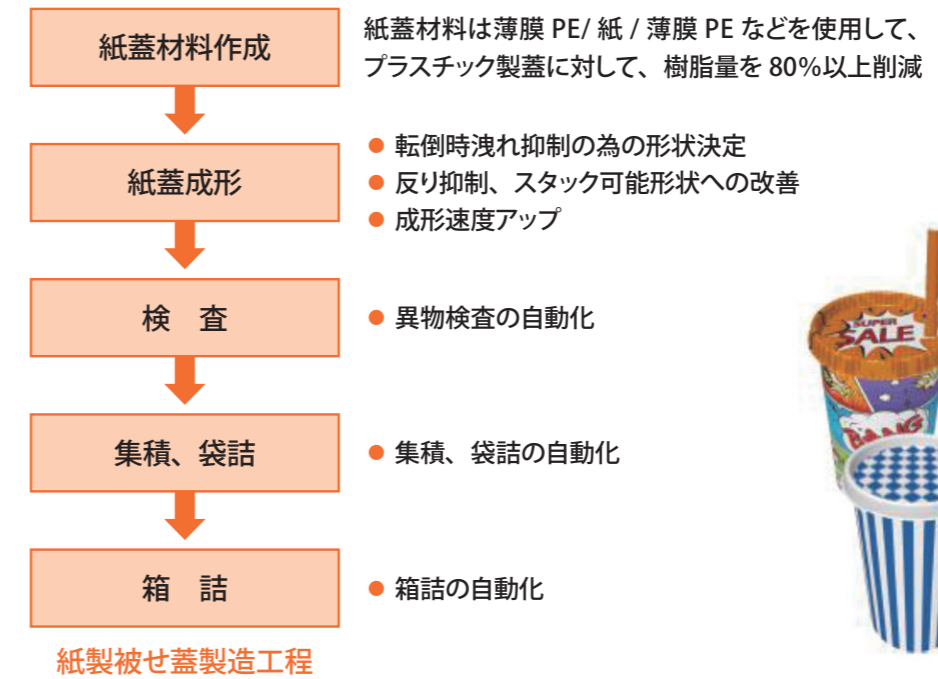 紙蓋材料作成
紙蓋材料は薄膜 PE/ 紙 / 薄膜 PE などを使用して、
プラスチック製蓋に対して、樹脂量を 80%以上削減
紙蓋成形
● 転倒時洩れ抑制の為の形状決定
● 反り抑制、スタック可能形状への改善
● 成形速度アップ
検　査
● 異物検査の自動化
集積、袋詰
● 集積、袋詰の自動化
箱　詰
● 箱詰の自動化
紙製被せ蓋製造工程
SUPER
SALE
BANG